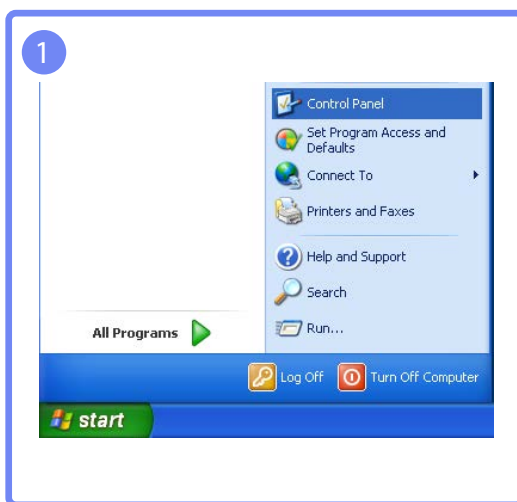 1
Control Panel
Set Program Access and
Defaults
Connect To
Printers and Faxes
Help and Support
Search
All Programs
Run...
Log Off
Turn Off Computer
start